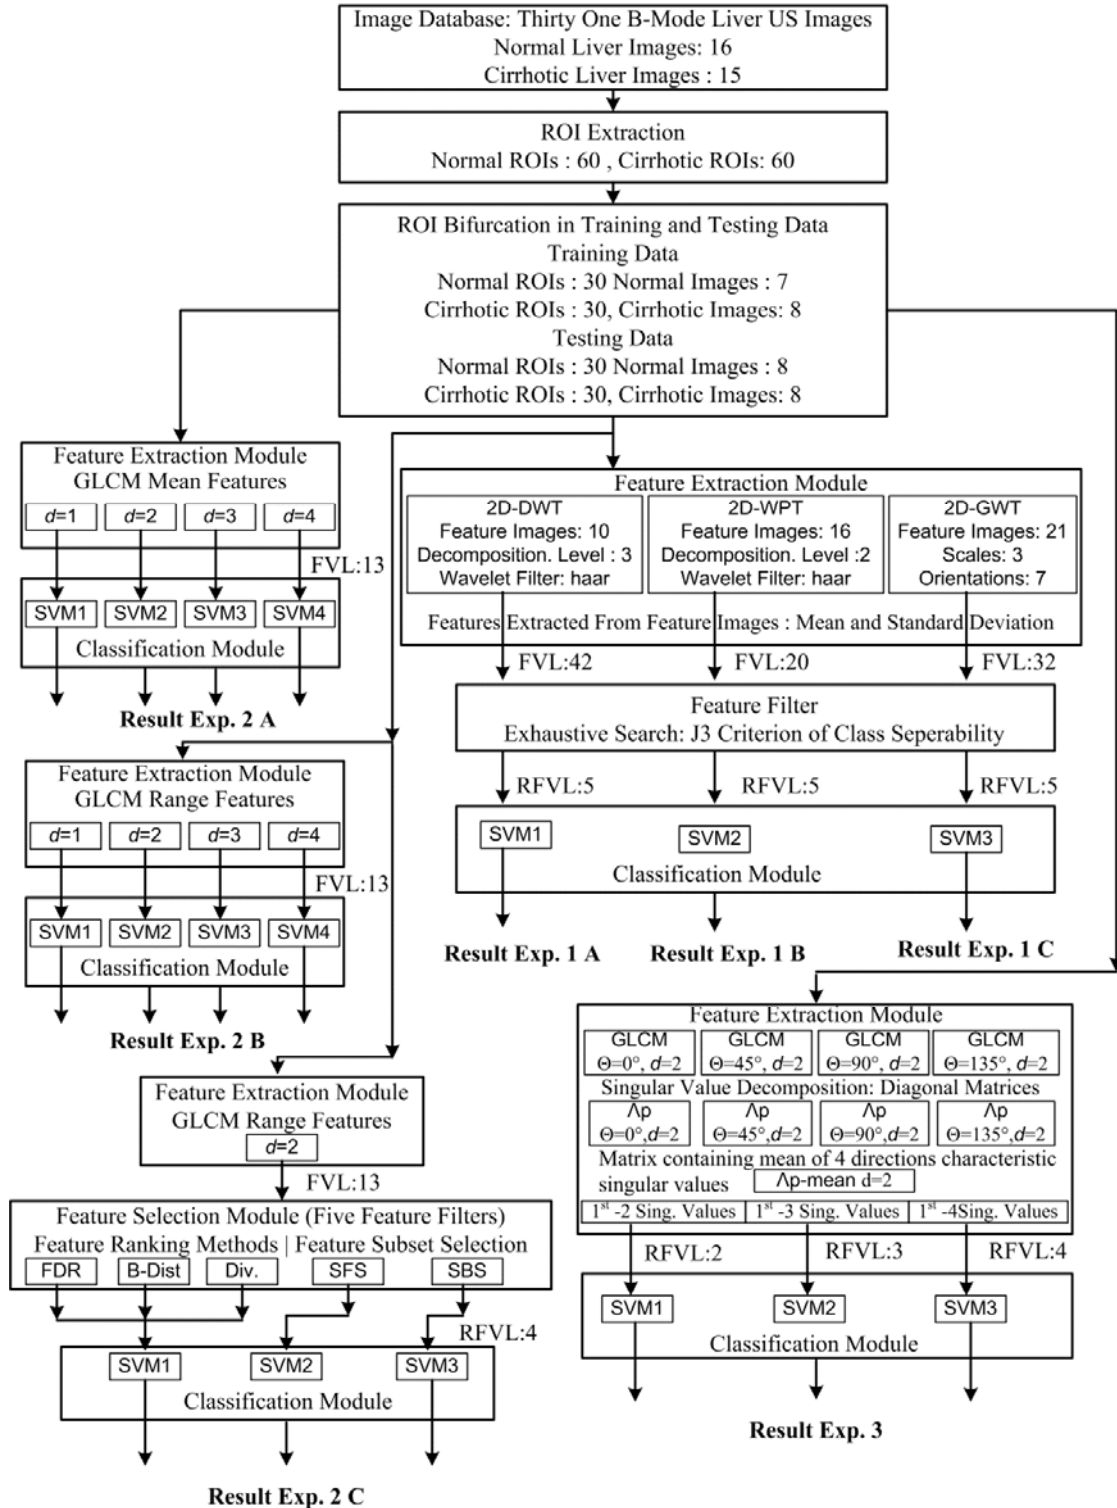 Image Database: Thirty One B-Mode Liver US Images
Normal Liver Images: 16
Cirrhotic Liver Images : 15
ROI Extraction
Normal ROIs : 60 , Cirrhotic ROIs: 60
ROI Bifurcation in Training and Testing Data
Training Data
Normal ROIs : 30 Normal Images : 7
Cirrhotic ROIs : 30, Cirrhotic Images: 8
Testing Data
Normal ROIs : 30 Normal Images : 8
Cirrhotic ROIs : 30, Cirrhotic Images: 8
Feature Extraction Module
GLCM Mean Features
d=1 d=2 d=3 d=4
FVL:13
SVM1 SVM2 SVM3 SVM4
Classification Module
Result Exp. 2 A
Feature Extraction Module
GLCM Range Features
d=1 d=2 d=3 d=4
FVL:13
SVM1 SVM2 SVM3 SVM4
Classification Module
Result Exp. 2 B
Feature Extraction Module
GLCM Range Features
d=2
FVL:13
Feature Selection Module (Five Feature Filters)
Feature Ranking Methods | Feature Subset Selection
FDR B-Dist Div. SFS SBS
RFVL:4
SVM1 SVM2 SVM3
Classification Module
Result Exp. 2 C
Feature Extraction Module
2D-DWT
Feature Images: 10
Decomposition. Level : 3
Wavelet Filter: haar
2D-WPT
Feature Images: 16
Decomposition. Level :2
Wavelet Filter: haar
2D-GWT
Feature Images: 21
Scales: 3
Orientations: 7
Features Extracted From Feature Images : Mean and Standard Deviation
FVL:42 FVL:20 FVL:32
Feature Filter
Exhaustive Search: J3 Criterion of Class Seperability
RFVL:5 RFVL:5 RFVL:5
SVM1 SVM2 SVM3
Classification Module
Result Exp. 1 A Result Exp. 1 B Result Exp. 1 C
Feature Extraction Module
GLCM GLCM GLCM GLCM
Θ=0°, d=2 Θ=45°, d=2 Θ=90°, d=2 Θ=135°, d=2
Singular Value Decomposition: Diagonal Matrices
Λp Λp Λp Λp
Θ=0°,d=2 Θ=45°,d=2 Θ=90°,d=2 Θ=135°,d=2
Matrix containing mean of 4 directions characteristic
singular values Λp-mean d=2
1st -2 Sing. Values 1st -3 Sing. Values 1st -4Sing. Values
RFVL:2 RFVL:3 RFVL:4
SVM1 SVM2 SVM3
Classification Module
Result Exp. 3